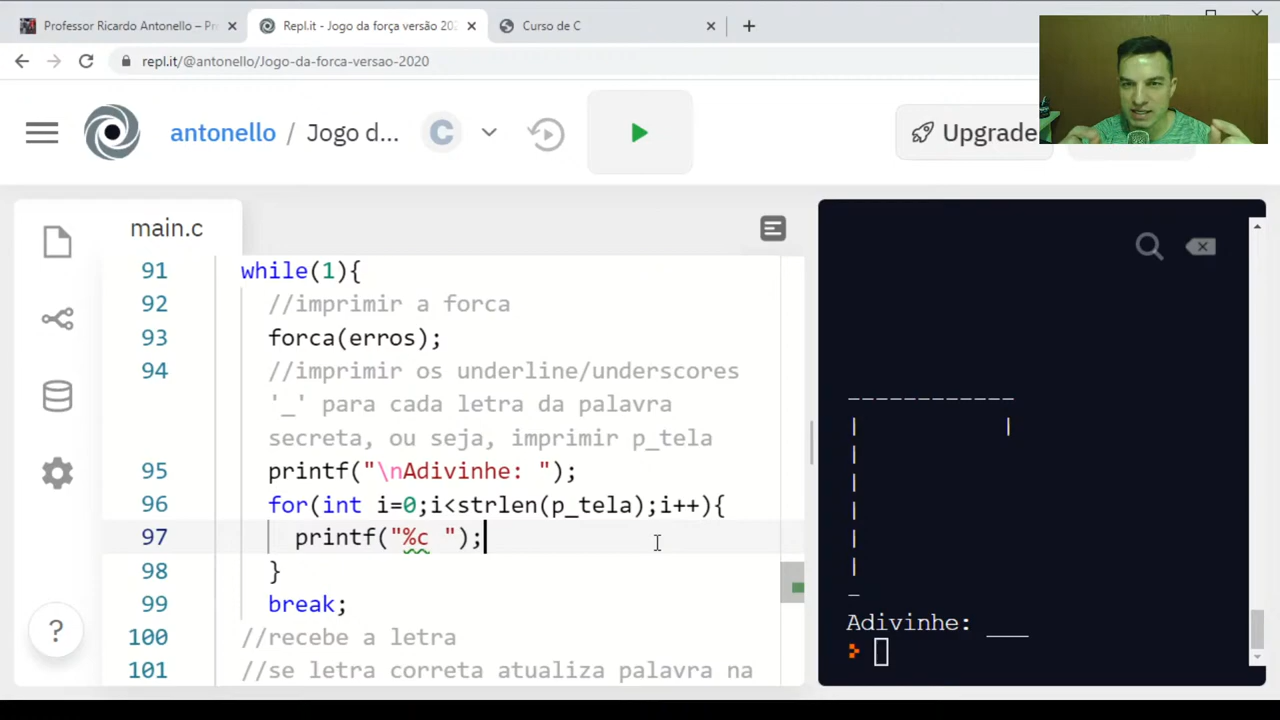 Professor Ricardo Antonello – Pr
Repl.it - Jogo da força versão 202
Curso de C
repl.it/@antonello/Jogo-da-forca-versao-2020
antonello / Jogo d...
C
Upgrade
main.c
91 while(1){
92 //imprimir a forca
93 forca(erros);
94 //imprimir os underline/underscores
'_' para cada letra da palavra
secreta, ou seja, imprimir p_tela
95 printf("\nAdivinhe: ");
96 for(int i=0;i<strlen(p_tela);i++){
97 printf("%c ");
98 }
99 break;
100 //recebe a letra
101 //se letra correta atualiza palavra na
?
____________
| |
|
|
|
|
|
_
Adivinhe: ___